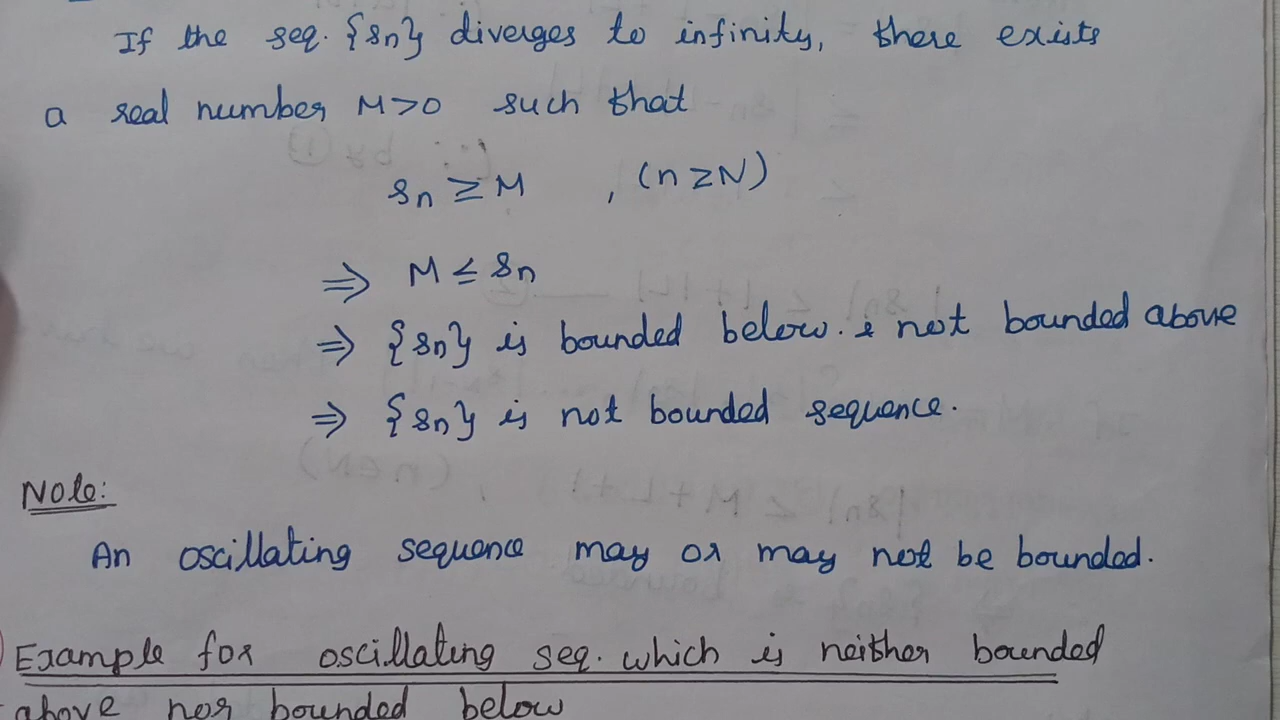 If the seq. {sn} diverges to infinity, there exists
a real number M>0 such that
sn ≥ M , (n≥N)
⇒ M ≤ sn
⇒ {sn} is bounded below. & not bounded above
⇒ {sn} is not bounded sequence.
Note:
An oscillating sequence may or may not be bounded.
Example for oscillating seq. which is neither bounded
above nor bounded below